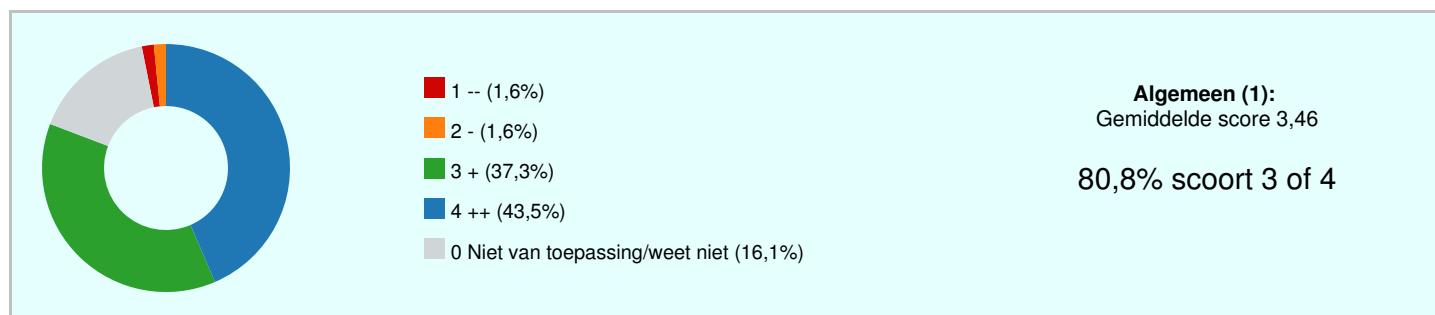 1 -- (1,6%)
2 - (1,6%)
3 + (37,3%)
4 ++ (43,5%)
0 Niet van toepassing/weet niet (16,1%)
Algemeen (1):
Gemiddelde score 3,46
80,8% scoort 3 of 4